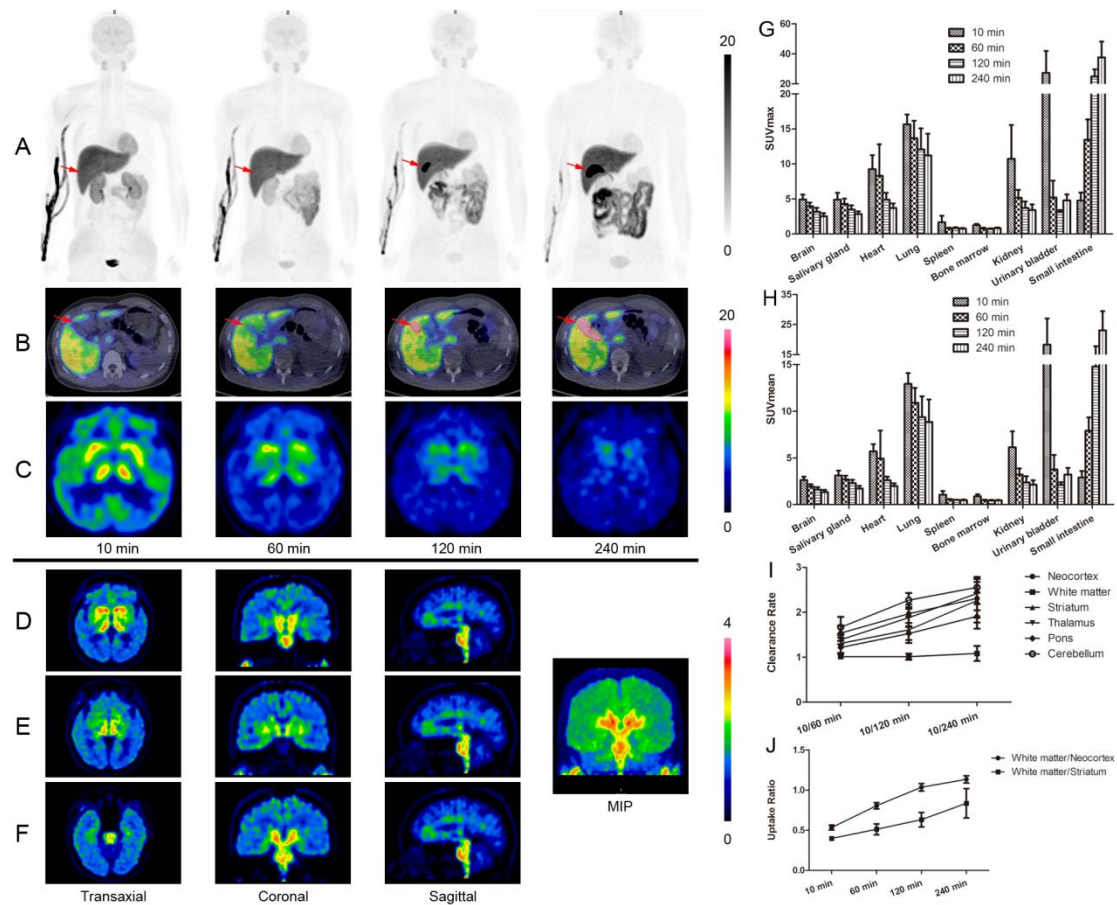 A
B
C
10 min
60 min
120 min
240 min
20
0
20
0
D
E
F
Transaxial
Coronal
Sagittal
MIP
4
0
G
10 min
60 min
120 min
240 min
SUVmax
60
40
20
15
10
5
0
Brain
Salivary gland
Heart
Lung
Spleen
Bone marrow
Kidney
Urinary bladder
Small intestine
H
10 min
60 min
120 min
240 min
SUVmean
35
25
15
10
5
0
Brain
Salivary gland
Heart
Lung
Spleen
Bone marrow
Kidney
Urinary bladder
Small intestine
I
Neocortex
White matter
Striatum
Thalamus
Pons
Cerebellum
Clearance Rate
3
2
1
0
10/60 min
10/120 min
10/240 min
J
White matter/Neocortex
White matter/Striatum
Uptake Ratio
1.5
1.0
0.5
0.0
10 min
60 min
120 min
240 min